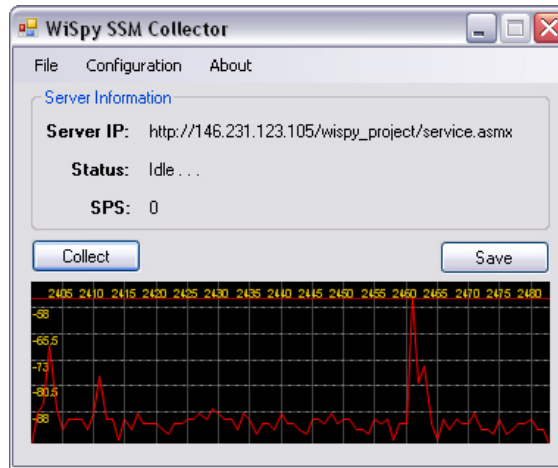 WiSpy SSM Collector
File Configuration About
Server Information
Server IP: http://146.231.123.105/wispy_project/service.asmx
Status: Idle . . .
SPS: 0
Collect Save
2405 2410 2415 2420 2425 2430 2435 2440 2445 2450 2455 2460 2465 2470 2475 2480
-58
-65.5
-73
-80.5
-88